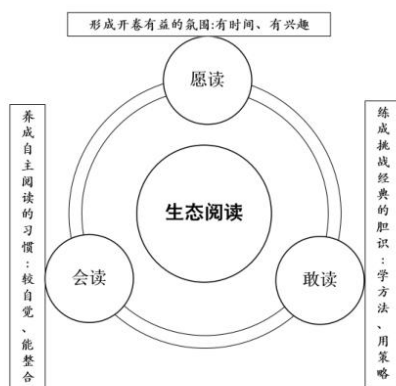 形成开卷有益的氛围:有时间、有兴趣
愿读
养成自主阅读的习惯：较自觉、能整合
生态阅读
练成挑战经典的胆识：学方法、用策略
会读
敢读